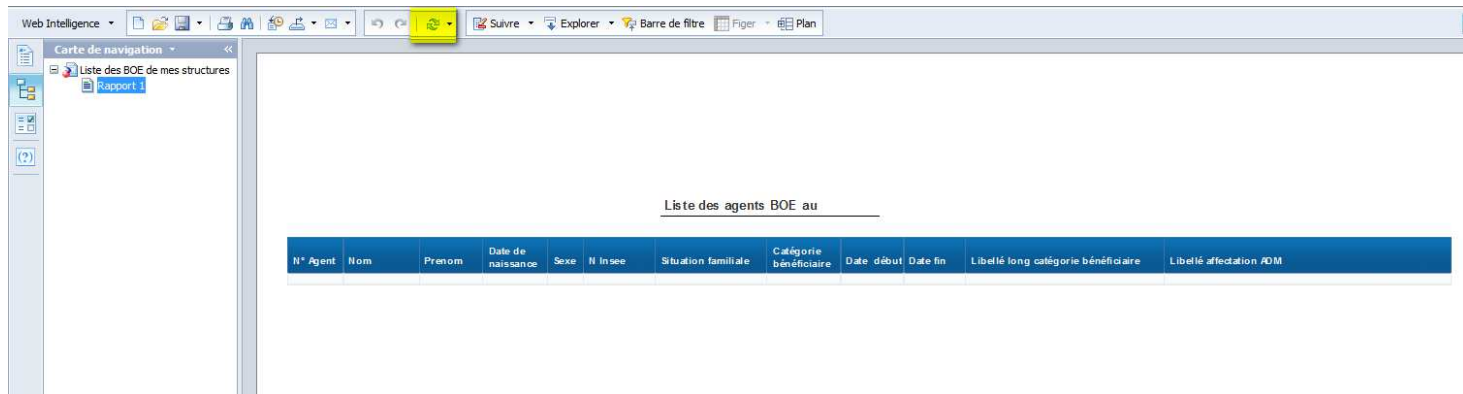 Web Intelligence
Suivre Explorer Barre de filtre Figer Plan
Carte de navigation
Liste des BOE de mes structures
Rapport 1
Liste des agents BOE au
N° Agent Nom Prenom Date de naissance Sexe N Insee Situation familiale Catégorie bénéficiaire Date début Date fin Libellé long catégorie bénéficiaire Libellé affectation ADM